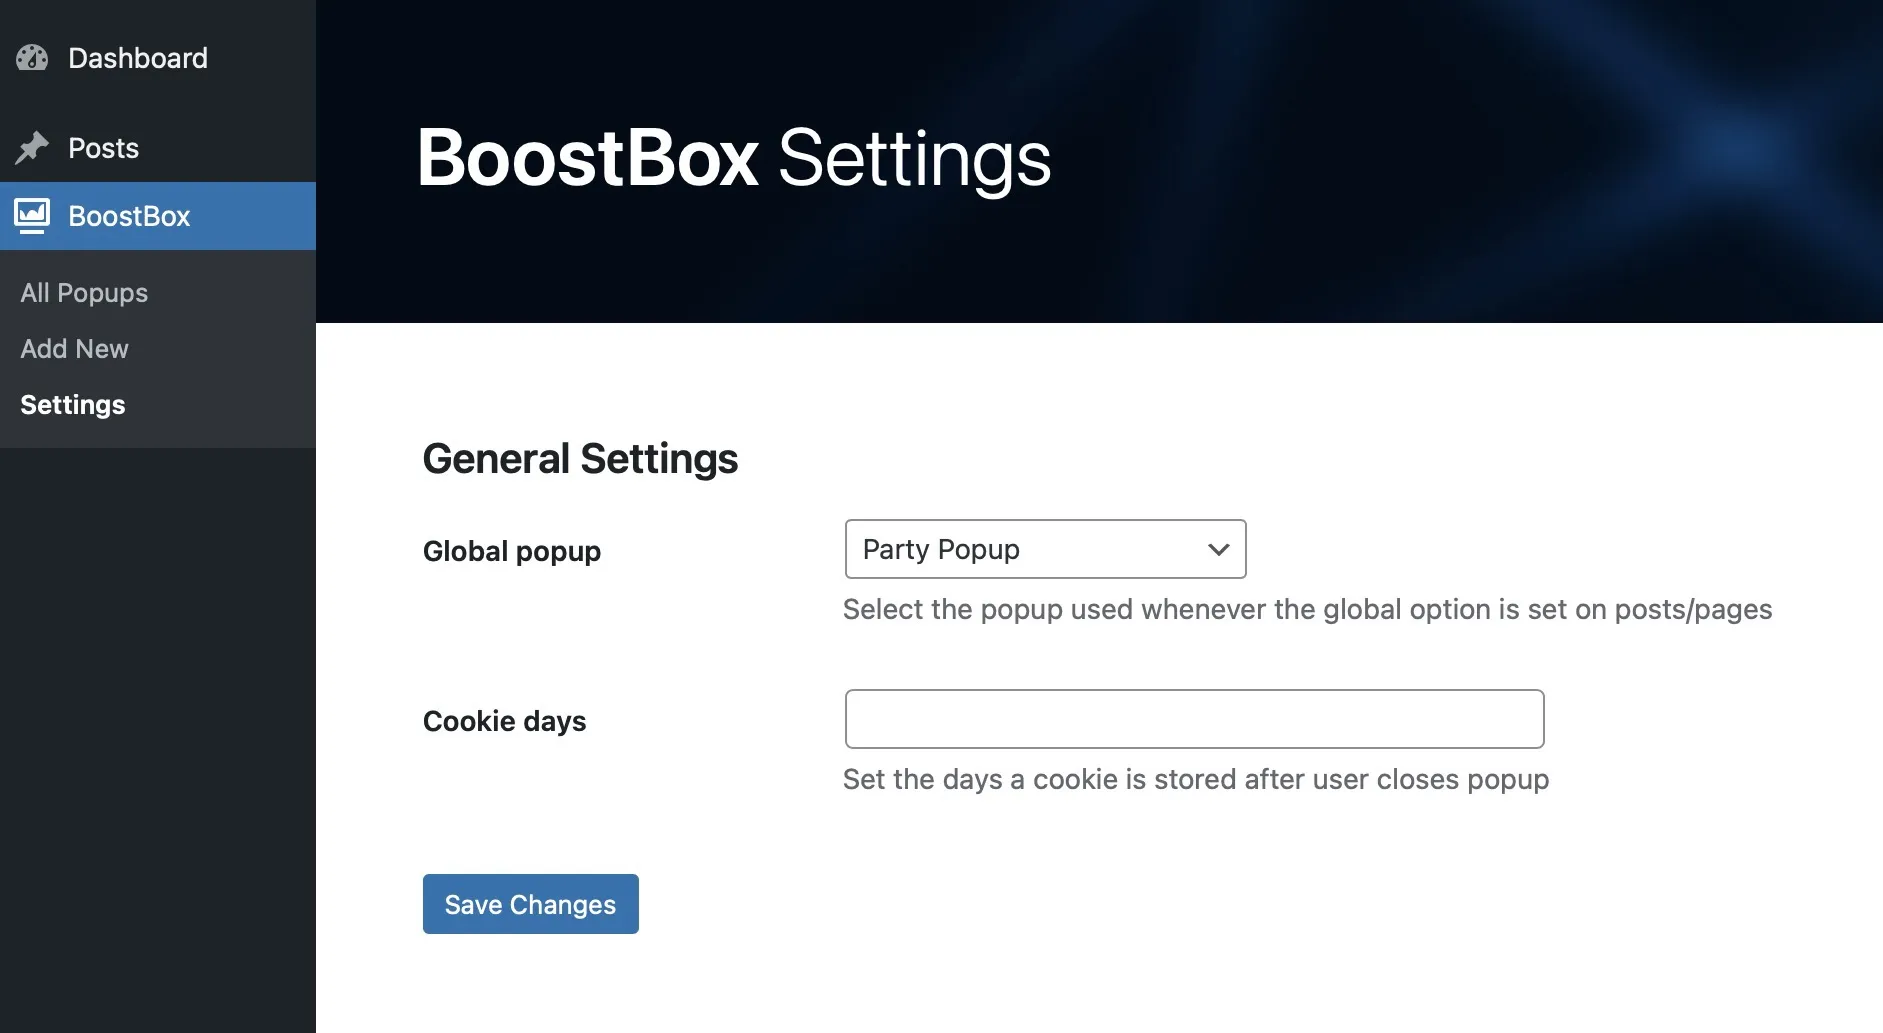 Dashboard
Posts
BoostBox
All Popups
Add New
Settings
BoostBox Settings
General Settings
Global popup
Party Popup
Select the popup used whenever the global option is set on posts/pages
Cookie days
Set the days a cookie is stored after user closes popup
Save Changes